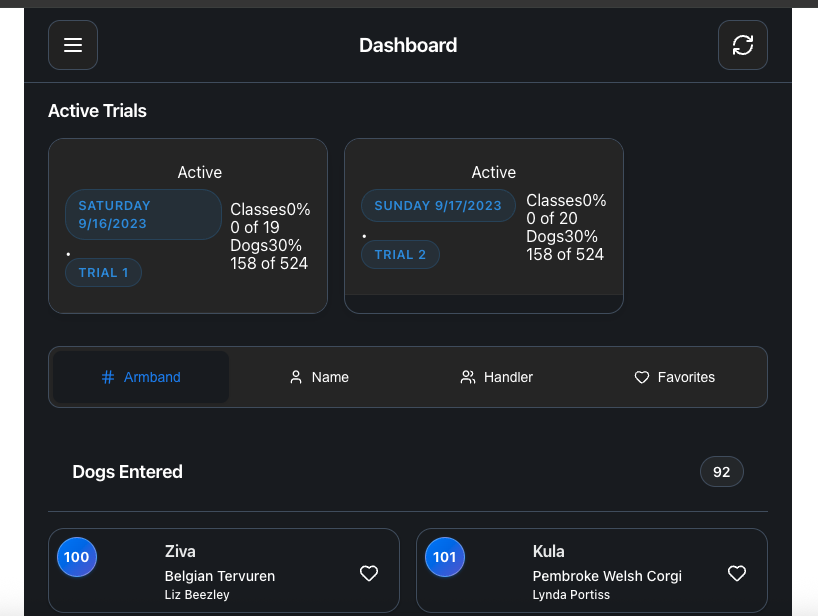 Dashboard
Active Trials
Active
SATURDAY
9/16/2023
•
TRIAL 1
Classes0%
0 of 19
Dogs30%
158 of 524
Active
SUNDAY 9/17/2023
•
TRIAL 2
Classes0%
0 of 20
Dogs30%
158 of 524
Armband
Name
Handler
Favorites
Dogs Entered
92
100
Ziva
Belgian Tervuren
Liz Beezley
101
Kula
Pembroke Welsh Corgi
Lynda Portiss